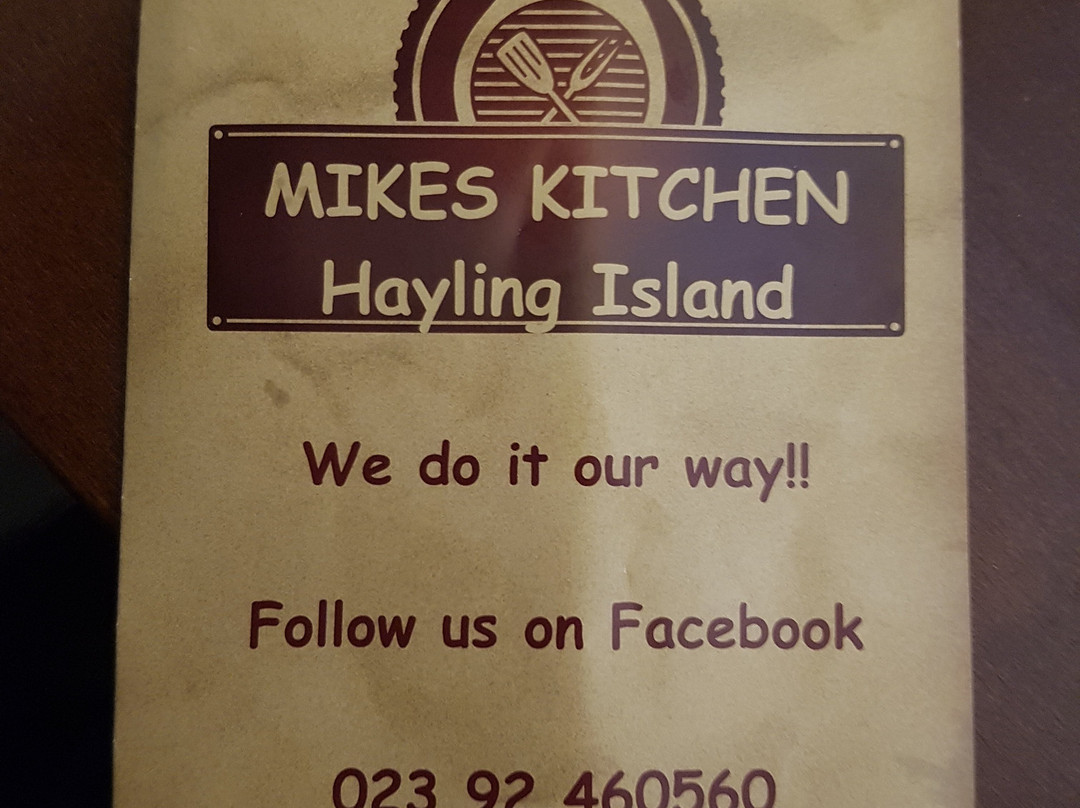 MIKES KITCHEN
Hayling Island
We do it our way!!
Follow us on Facebook
023 92 460560